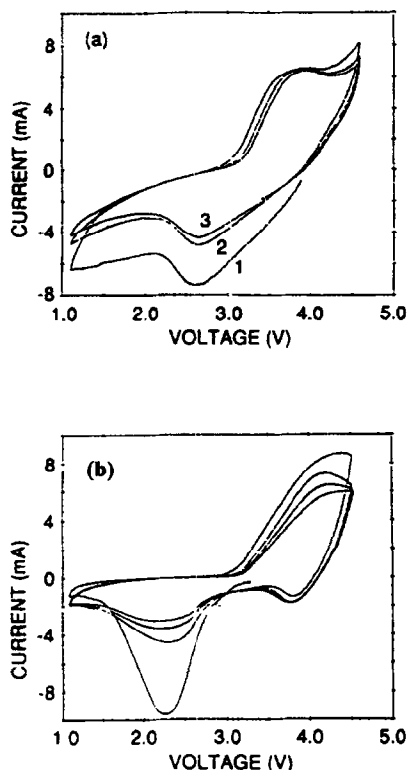 (a)
8
4
0
-4
-8
CURRENT (mA)
3
2
1
1.0 2.0 3.0 4.0 5.0
VOLTAGE (V)
(b)
8
4
0
-4
-8
CURRENT (mA)
1 0 2.0 3.0 4.0 5.0
VOLTAGE (V)